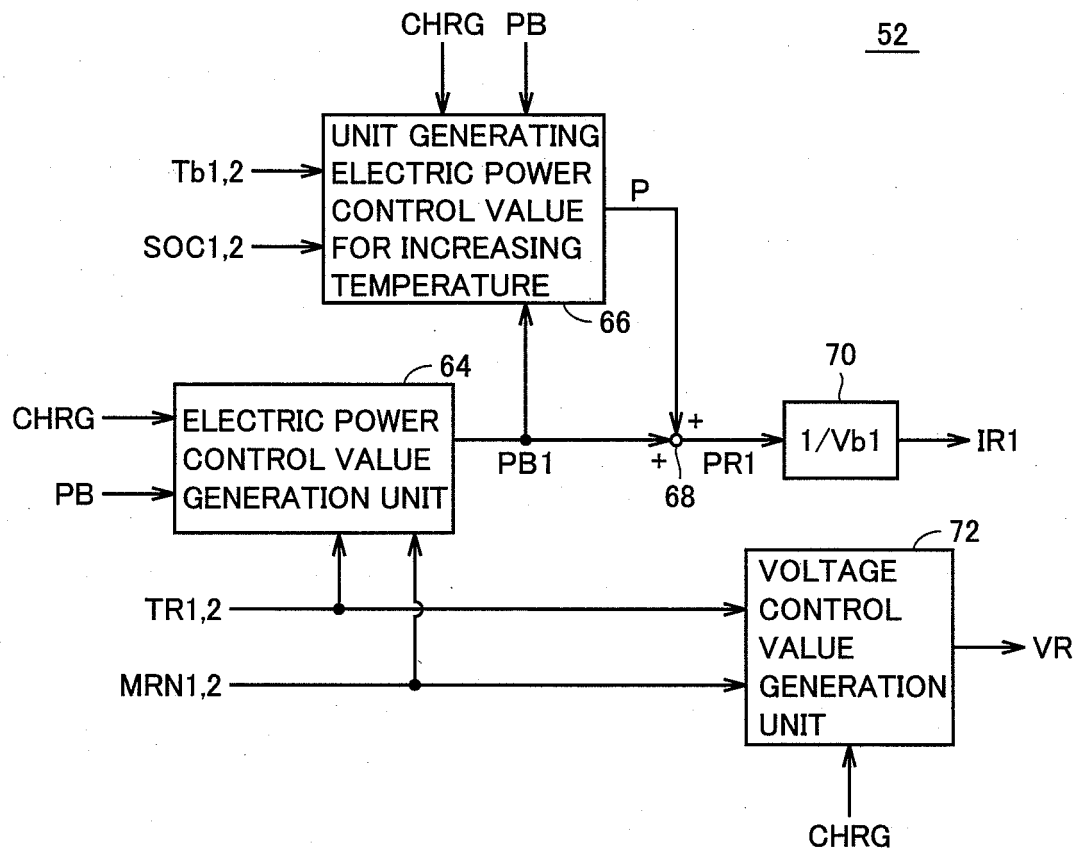 CHRG PB
52
UNIT GENERATING
ELECTRIC POWER
CONTROL VALUE
FOR INCREASING
TEMPERATURE
Tb1,2
SOC1,2
P
66
64
70
CHRG
PB
ELECTRIC POWER
CONTROL VALUE
GENERATION UNIT
PB1
+
+
68
PR1
1/Vb1
IR1
72
TR1,2
MRN1,2
VOLTAGE
CONTROL
VALUE
GENERATION
UNIT
VR
CHRG